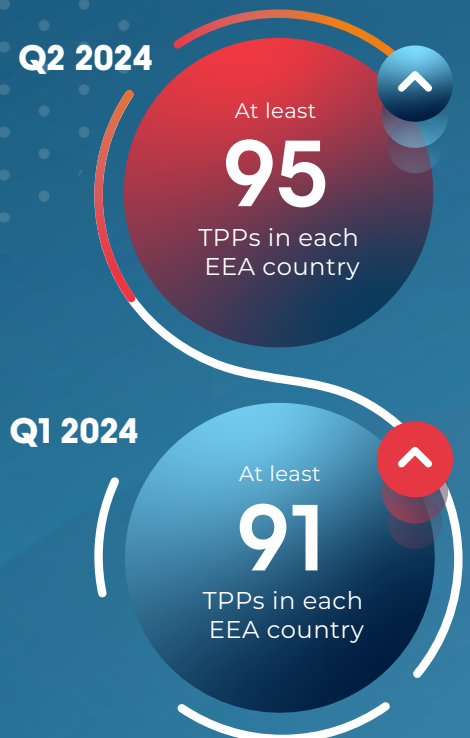 Q2 2024
At least
95
TPPs in each
EEA country
Q1 2024
At least
91
TPPs in each
EEA country